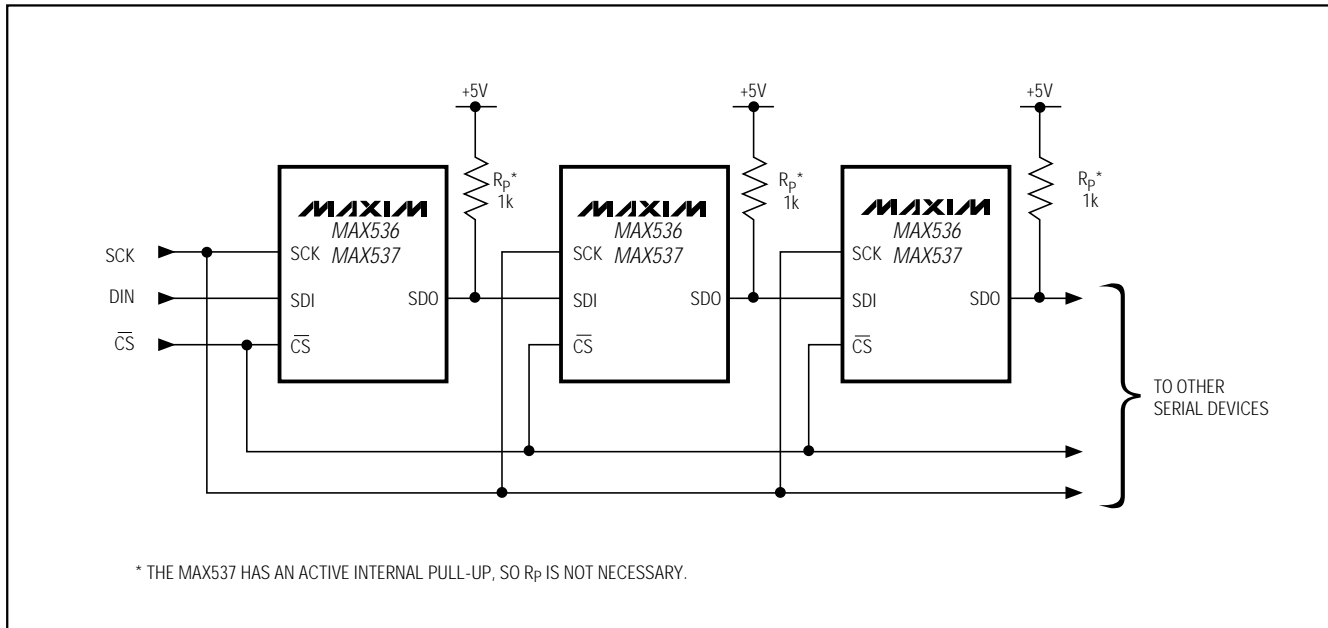 +5V
+5V
+5V
RP*
1k
RP*
1k
RP*
1k
MAXIM
MAX536
MAX537
MAXIM
MAX536
MAX537
MAXIM
MAX536
MAX537
SCK
SCK
SCK
SCK
DIN
SDI
SDO
SDI
SDO
SDI
SDO
CS
CS
CS
CS
TO OTHER
SERIAL DEVICES
* THE MAX537 HAS AN ACTIVE INTERNAL PULL-UP, SO RP IS NOT NECESSARY.